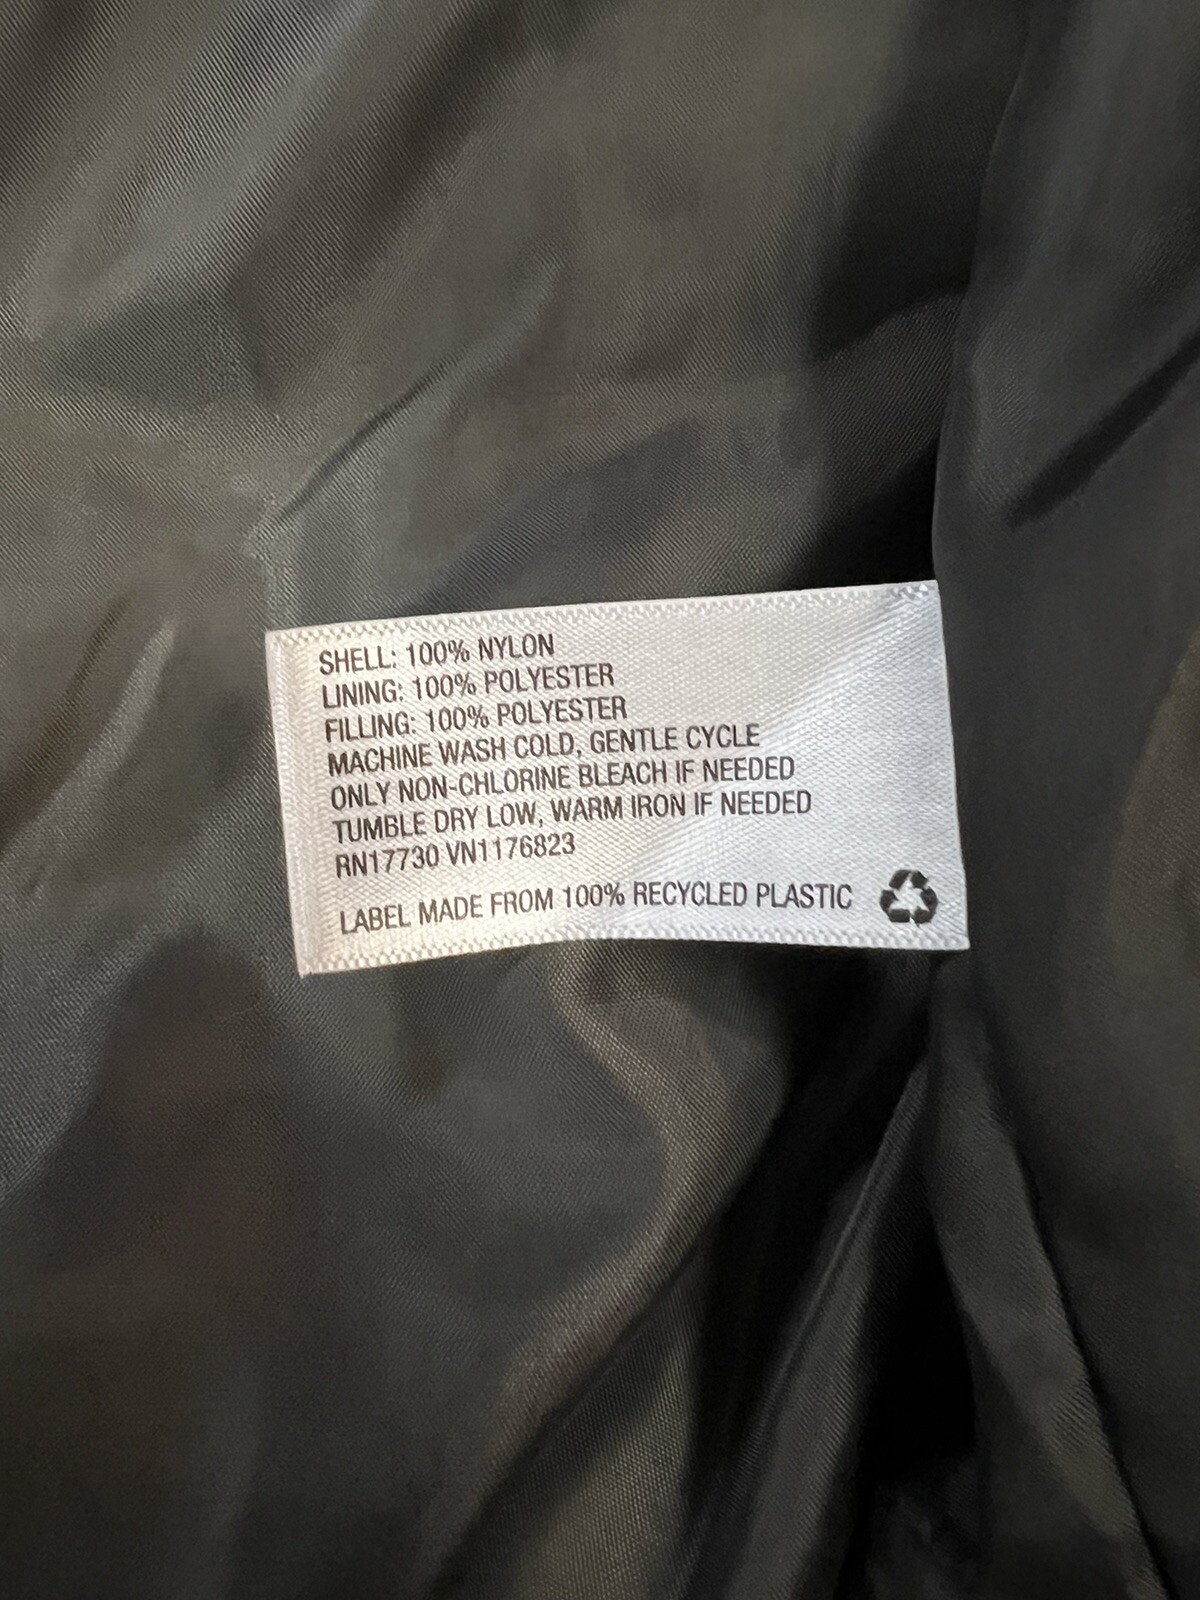 SHELL: 100% NYLON
LINING: 100% POLYESTER
FILLING: 100% POLYESTER
MACHINE WASH COLD, GENTLE CYCLE
ONLY NON-CHLORINE BLEACH IF NEEDED
TUMBLE DRY LOW, WARM IRON IF NEEDED
RN17730 VN1176823
LABEL MADE FROM 100% RECYCLED PLASTIC